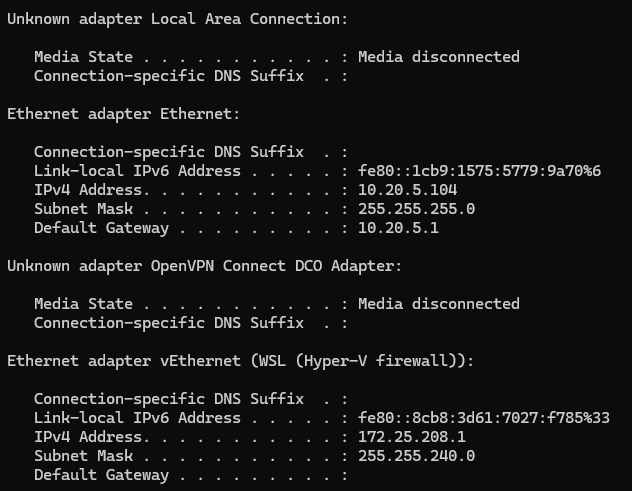 Unknown adapter Local Area Connection:
Media State . . . . . . . . . . . : Media disconnected
Connection-specific DNS Suffix  . :
Ethernet adapter Ethernet:
Connection-specific DNS Suffix  . :
Link-local IPv6 Address . . . . . : fe80::1cb9:1575:5779:9a70%6
IPv4 Address. . . . . . . . . . . : 10.20.5.104
Subnet Mask . . . . . . . . . . . : 255.255.255.0
Default Gateway . . . . . . . . . : 10.20.5.1
Unknown adapter OpenVPN Connect DCO Adapter:
Media State . . . . . . . . . . . : Media disconnected
Connection-specific DNS Suffix  . :
Ethernet adapter vEthernet (WSL (Hyper-V firewall)):
Connection-specific DNS Suffix  . :
Link-local IPv6 Address . . . . . : fe80::8cb8:3d61:7027:f785%33
IPv4 Address. . . . . . . . . . . : 172.25.208.1
Subnet Mask . . . . . . . . . . . : 255.255.240.0
Default Gateway . . . . . . . . . :